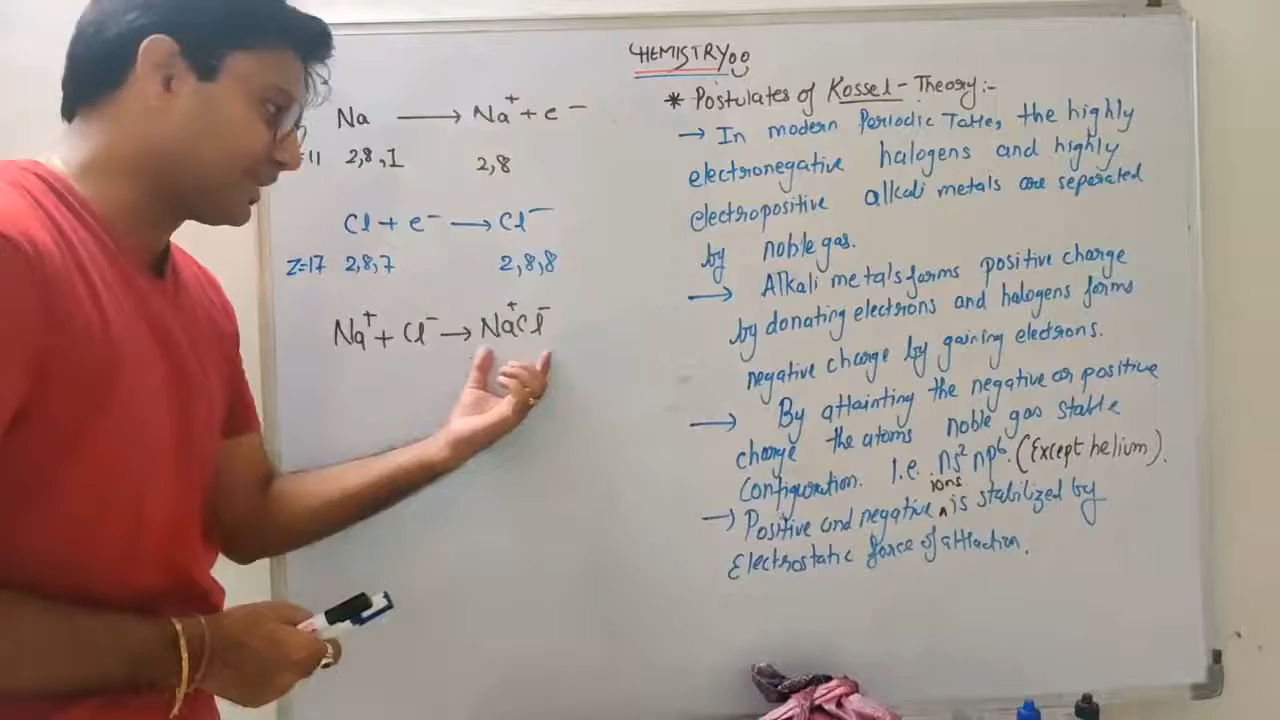 CHEMISTRY
Na ⟶ Na⁺ + e⁻
=11 2,8,1 2,8
Cl + e⁻ ⟶ Cl⁻
Z=17 2,8,7 2,8,8
Na⁺ + Cl⁻ → Na⁺Cl⁻
* Postulates of Kossel - Theory:-
→ In modern Periodic Table, the highly
electronegative halogens and highly
electropositive alkali metals are separated
by noble gas.
→ Alkali metals forms positive charge
by donating electrons and halogens forms
negative charge by gaining electrons.
→ By attainting the negative or positive
charge the atoms noble gas stable
configuration. I.e. ns² np⁶. (Except helium).
→ Positive and negative ions is stabilized by
Electrostatic force of attraction.